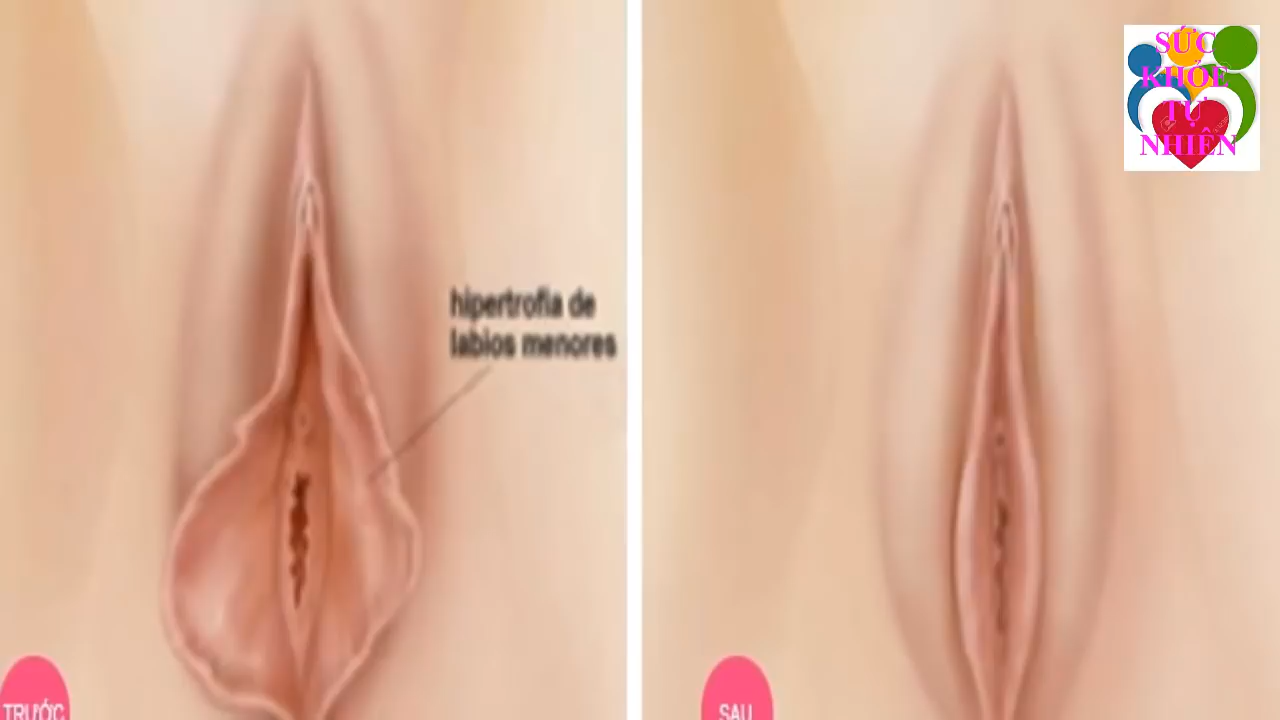 SỨC
KHỎE
TỰ
NHIÊN
hipertrofia de
labios menores
TRƯỚC
SAU